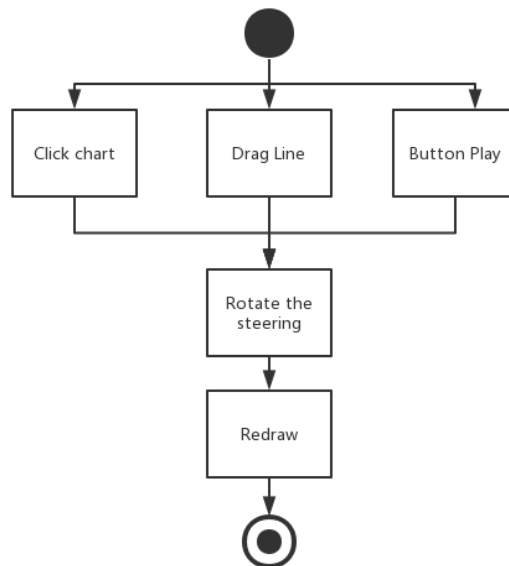 Click chart
Drag Line
Button Play
Rotate the
steering
Redraw